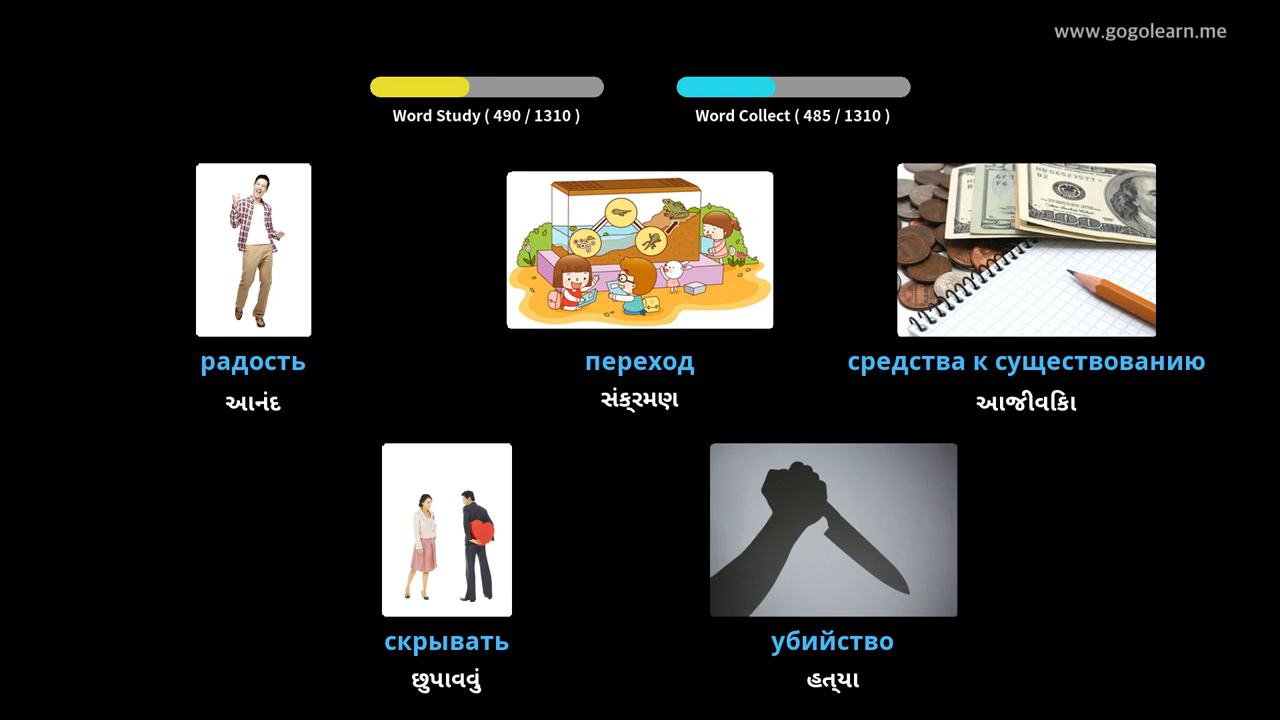 www.gogolearn.me
Word Study ( 490 / 1310 )
Word Collect ( 485 / 1310 )
радость
переход
средства к существованию
આનંદ
સંક્રમણ
આજીવિકા
скрывать
убийство
છુપાવવું
હત્યા